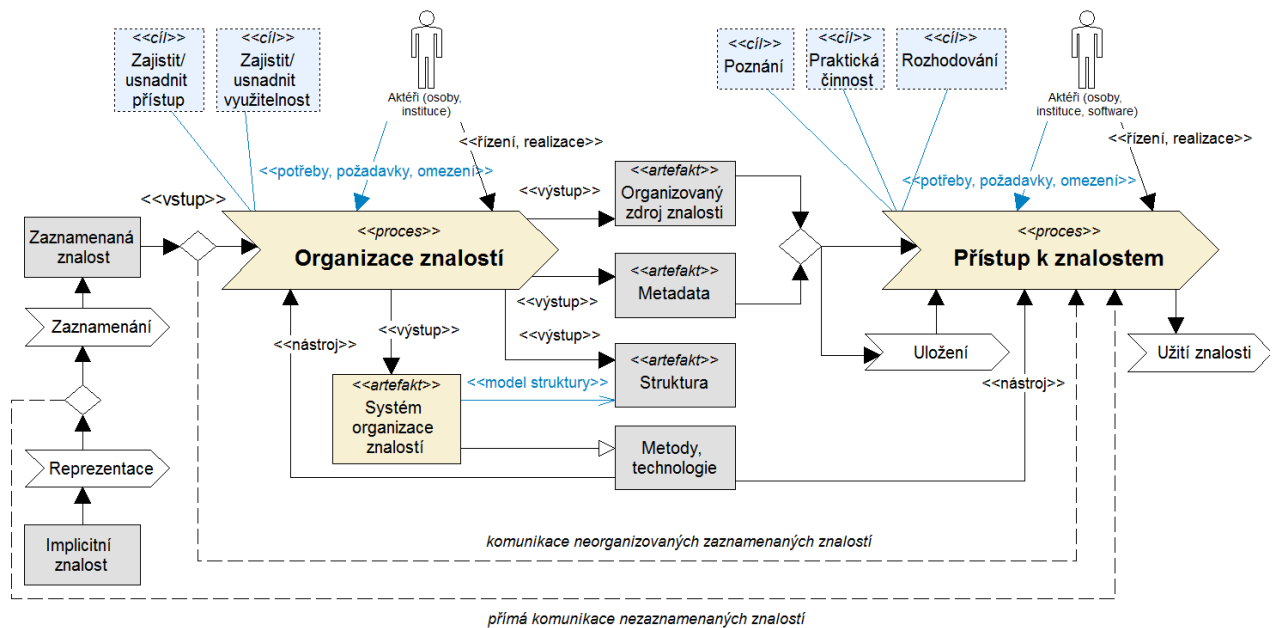 <<cíl>>
Zajistit/
usnadnit
přístup
<<cíl>>
Zajistit/
usnadnit
využitelnost
Aktéři (osoby,
instituce)
<<cíl>>
Poznání
<<cíl>>
Praktická
činnost
<<cíl>>
Rozhodování
Aktéři (osoby,
instituce, software)
<<řízení, realizace>>
<<řízení, realizace>>
<<potřeby, požadavky, omezení>>
<<potřeby, požadavky, omezení>>
<<vstup>>
<<výstup>>
<<artefakt>>
Organizovaný
zdroj znalosti
Zaznamenaná
znalost
<<proces>>
Organizace znalostí
<<proces>>
Přístup k znalostem
<<artefakt>>
Metadata
<<výstup>>
Zaznamenání
<<nástroj>>
<<výstup>>
<<výstup>>
<<artefakt>>
Struktura
Uložení
Užití znalosti
<<nástroj>>
<<artefakt>>
Systém
organizace
znalostí
<<model struktury>>
Metody,
technologie
Reprezentace
Implicitní
znalost
komunikace neorganizovaných zaznamenaných znalostí
přímá komunikace nezaznamenaných znalostí